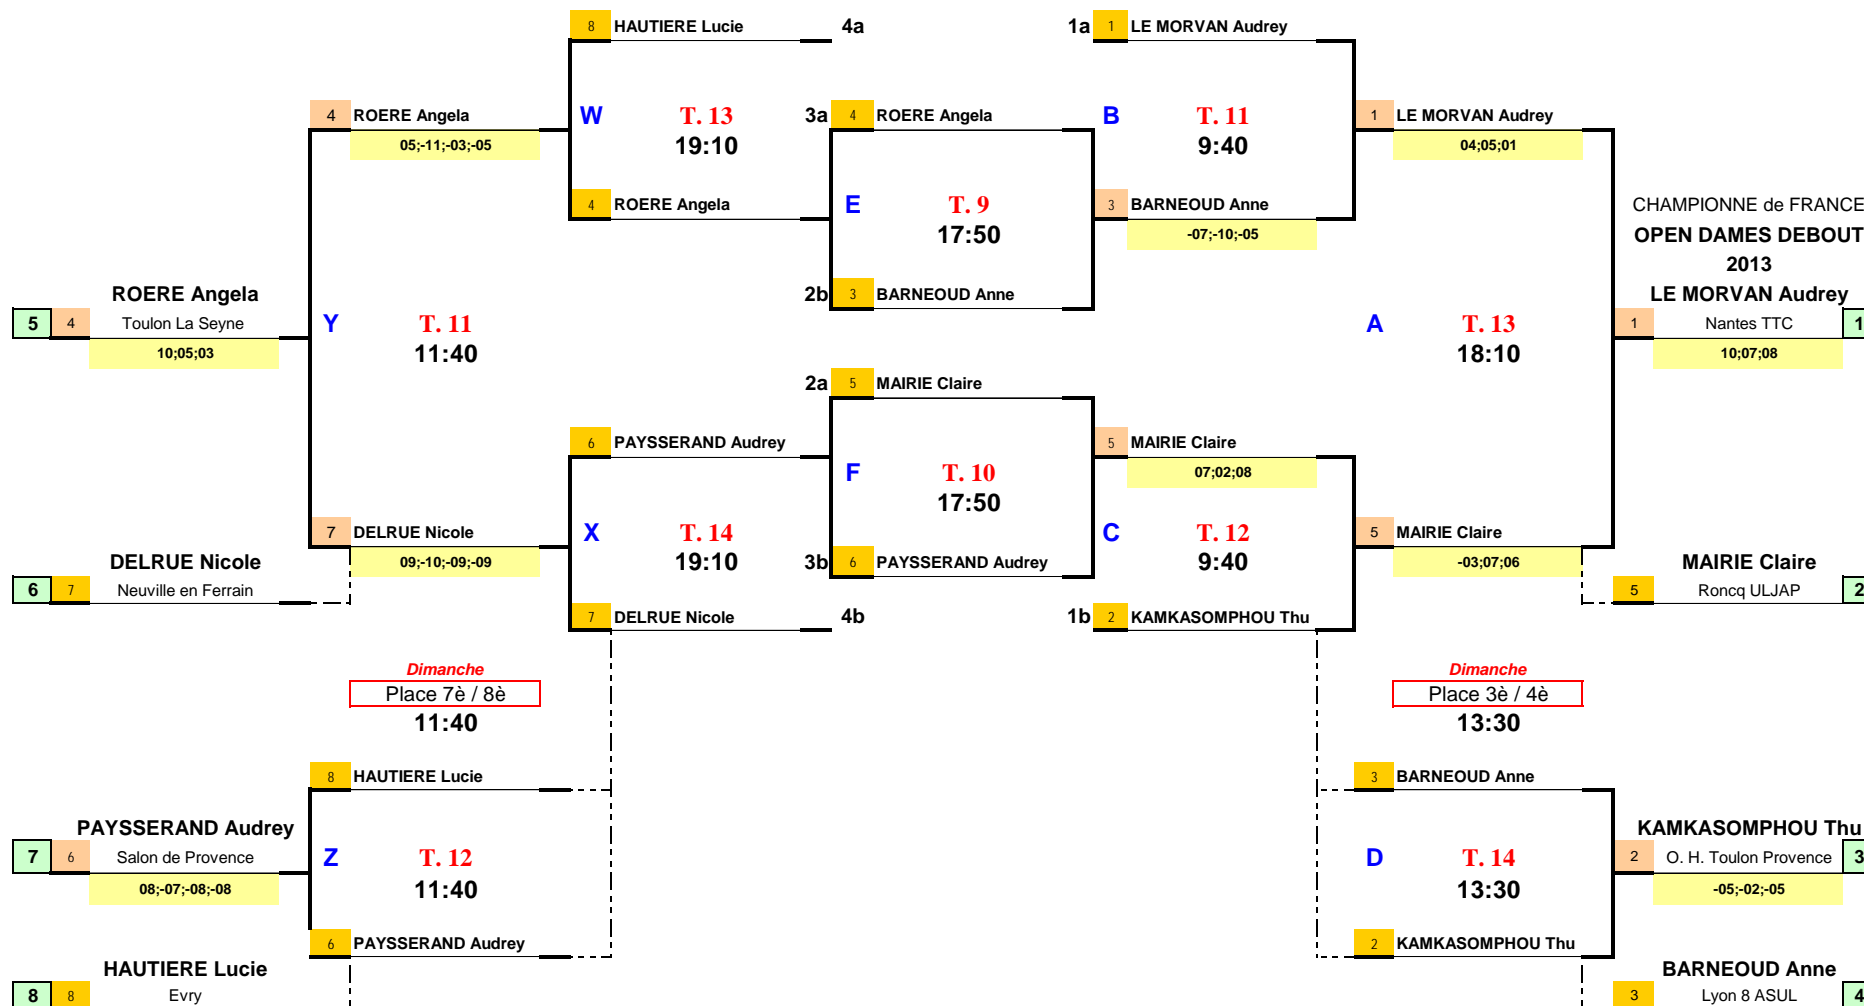 8 HAUTIERE Lucie 4a 1a 1 LE MORVAN Audrey
4 ROERE Angela W T. 13 3a 4 ROERE Angela B T. 11 1 LE MORVAN Audrey
05;-11;-03;-05 19:10 9:40 04;05;01
4 ROERE Angela E T. 9 3 BARNEOUD Anne CHAMPIONNE de FRANCE
17:50 -07;-10;-05 OPEN DAMES DEBOUT
2013
ROERE Angela 2b 3 BARNEOUD Anne LE MORVAN Audrey
5 4 Toulon La Seyne Y T. 11 A T. 13 1 Nantes TTC 1
10;05;03 11:40 18:10 10;07;08
2a 5 MAIRIE Claire
6 PAYSSERAND Audrey 5 MAIRIE Claire
F T. 10 07;02;08
17:50
7 DELRUE Nicole X T. 14 C T. 12 5 MAIRIE Claire
DELRUE Nicole 09;-10;-09;-09 19:10 3b 6 PAYSSERAND Audrey 9:40 -03;07;06 MAIRIE Claire
6 7 Neuville en Ferrain 5 Roncq ULJAP 2
7 DELRUE Nicole 4b 1b 2 KAMKASOMPHOU Thu
Dimanche Dimanche
Place 7è / 8è Place 3è / 4è
11:40 13:30
8 HAUTIERE Lucie 3 BARNEOUD Anne
PAYSSERAND Audrey KAMKASOMPHOU Thu
7 6 Salon de Provence Z T. 12 D T. 14 2 O. H. Toulon Provence 3
08;-07;-08;-08 11:40 13:30 -05;-02;-05
6 PAYSSERAND Audrey 2 KAMKASOMPHOU Thu
HAUTIERE Lucie BARNEOUD Anne
8 8 Evry 3 Lyon 8 ASUL 4